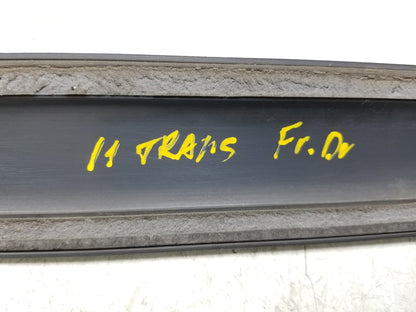 11 TRANS Fr. Dr